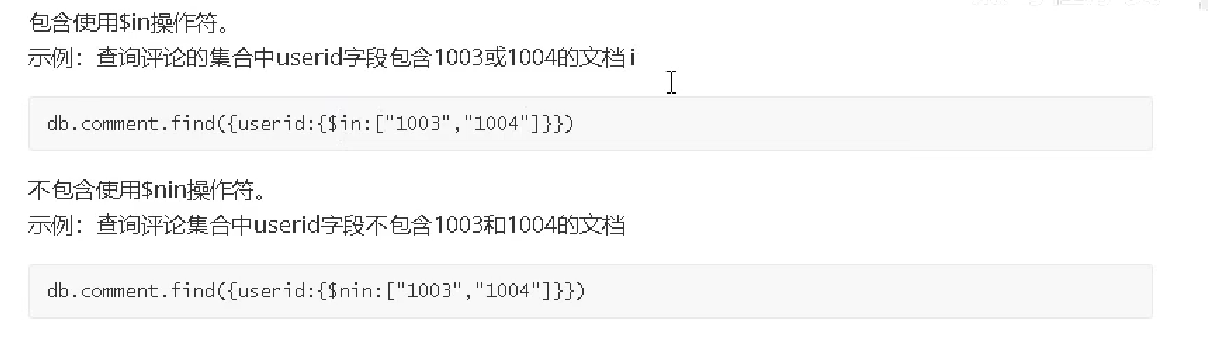 包含使用$in操作符。
示例：查询评论的集合中userid字段包含1003或1004的文档 i
db.comment.find({userid:{$in:["1003","1004"]}})
不包含使用$nin操作符。
示例：查询评论集合中userid字段不包含1003和1004的文档
db.comment.find({userid:{$nin:["1003","1004"]}})